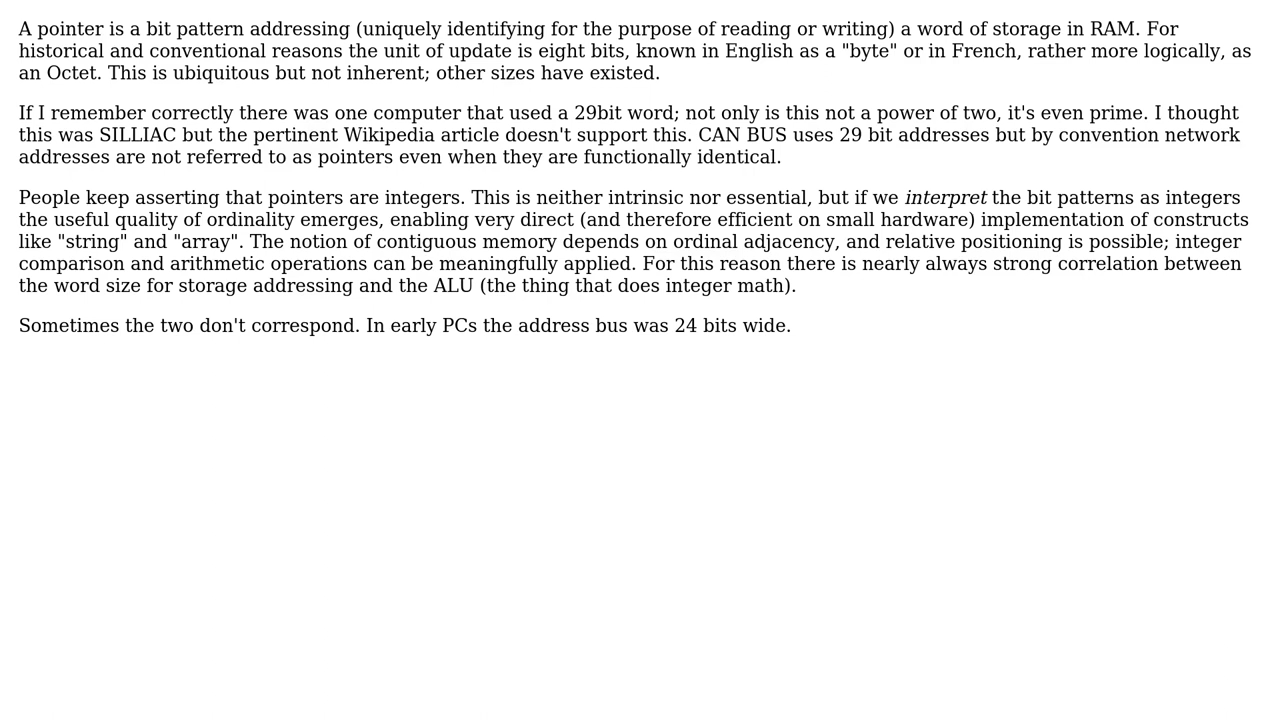 A pointer is a bit pattern addressing (uniquely identifying for the purpose of reading or writing) a word of storage in RAM. For
historical and conventional reasons the unit of update is eight bits, known in English as a "byte" or in French, rather more logically, as
an Octet. This is ubiquitous but not inherent; other sizes have existed.
If I remember correctly there was one computer that used a 29bit word; not only is this not a power of two, it's even prime. I thought
this was SILLIAC but the pertinent Wikipedia article doesn't support this. CAN BUS uses 29 bit addresses but by convention network
addresses are not referred to as pointers even when they are functionally identical.
People keep asserting that pointers are integers. This is neither intrinsic nor essential, but if we interpret the bit patterns as integers
the useful quality of ordinality emerges, enabling very direct (and therefore efficient on small hardware) implementation of constructs
like "string" and "array". The notion of contiguous memory depends on ordinal adjacency, and relative positioning is possible; integer
comparison and arithmetic operations can be meaningfully applied. For this reason there is nearly always strong correlation between
the word size for storage addressing and the ALU (the thing that does integer math).
Sometimes the two don't correspond. In early PCs the address bus was 24 bits wide.